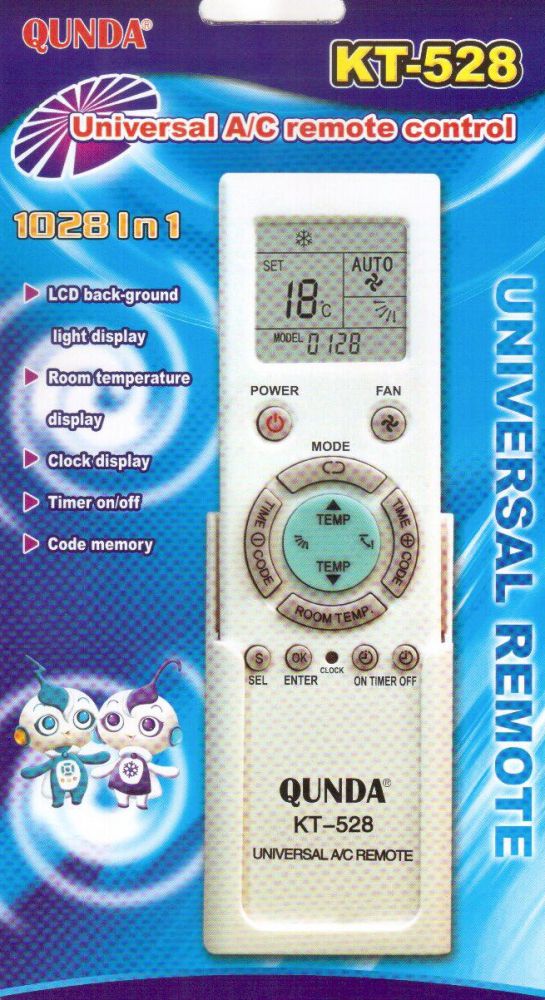 QUNDA®
KT-528
Universal A/C remote control
1028 In 1
LCD back-ground
light display
Room temperature
display
Clock display
Timer on/off
Code memory
SET
AUTO
18°C
MODEL 0128
POWER
FAN
MODE
TEMP
TIME ⊖ CODE
TIME ⊕ CODE
TEMP
ROOM TEMP.
S
OK
SEL
ENTER
CLOCK
ON TIMER OFF
QUNDA®
KT-528
UNIVERSAL A/C REMOTE
UNIVERSAL REMOTE